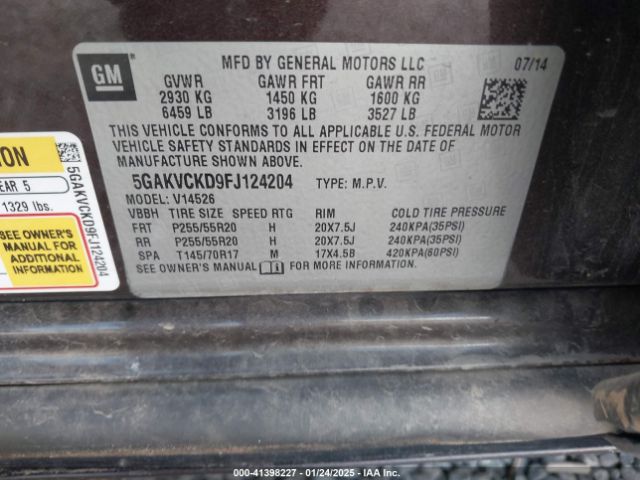 GM
MFD BY GENERAL MOTORS LLC 07/14
GVWR GAWR FRT GAWR RR
2930 KG 1450 KG 1600 KG
6459 LB 3196 LB 3527 LB
THIS VEHICLE CONFORMS TO ALL APPLICABLE U.S. FEDERAL MOTOR
VEHICLE SAFETY STANDARDS IN EFFECT ON THE DATE OF
MANUFACTURE SHOWN ABOVE.
5GAKVCKD9FJ124204 TYPE: M.P.V.
MODEL: V14526
VBBH TIRE SIZE SPEED RTG RIM COLD TIRE PRESSURE
FRT P255/55R20 H 20X7.5J 240KPA(35PSI)
RR P255/55R20 H 20X7.5J 240KPA(35PSI)
SPA T145/70R17 M 17X4.5B 420KPA(60PSI)
SEE OWNER'S MANUAL FOR MORE INFORMATION
ION
EAR 5
1329 lbs.
SEE OWNER'S
MANUAL FOR
ADDITIONAL
INFORMATION
5GAKVCKD9FJ124204
000-41398227 - 01/24/2025 - IAAI, Inc.